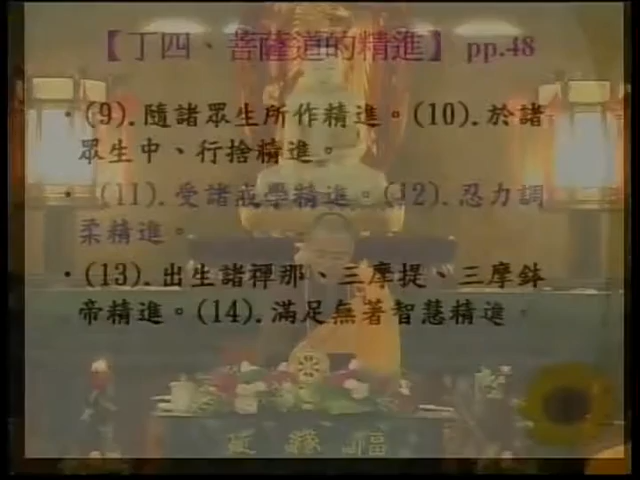 【丁四、菩薩道的精進】 pp.48
·(9).隨諸眾生所作精進。(10).於諸
眾生中、行捨精進。
·(11).受諸戒學精進。(12).忍力調
柔精進。
·(13).出生諸禪那、三摩提、三摩鉢
帝精進。(14).滿足無著智慧精進。
福